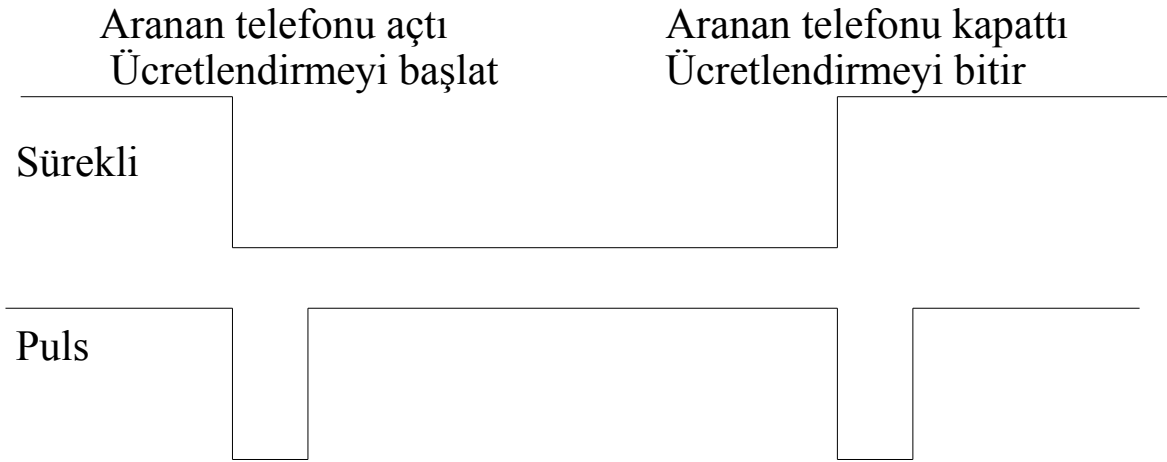 Aranan telefonu açtı
Ücretlendirmeyi başlat
Aranan telefonu kapattı
Ücretlendirmeyi bitir
Sürekli
Puls